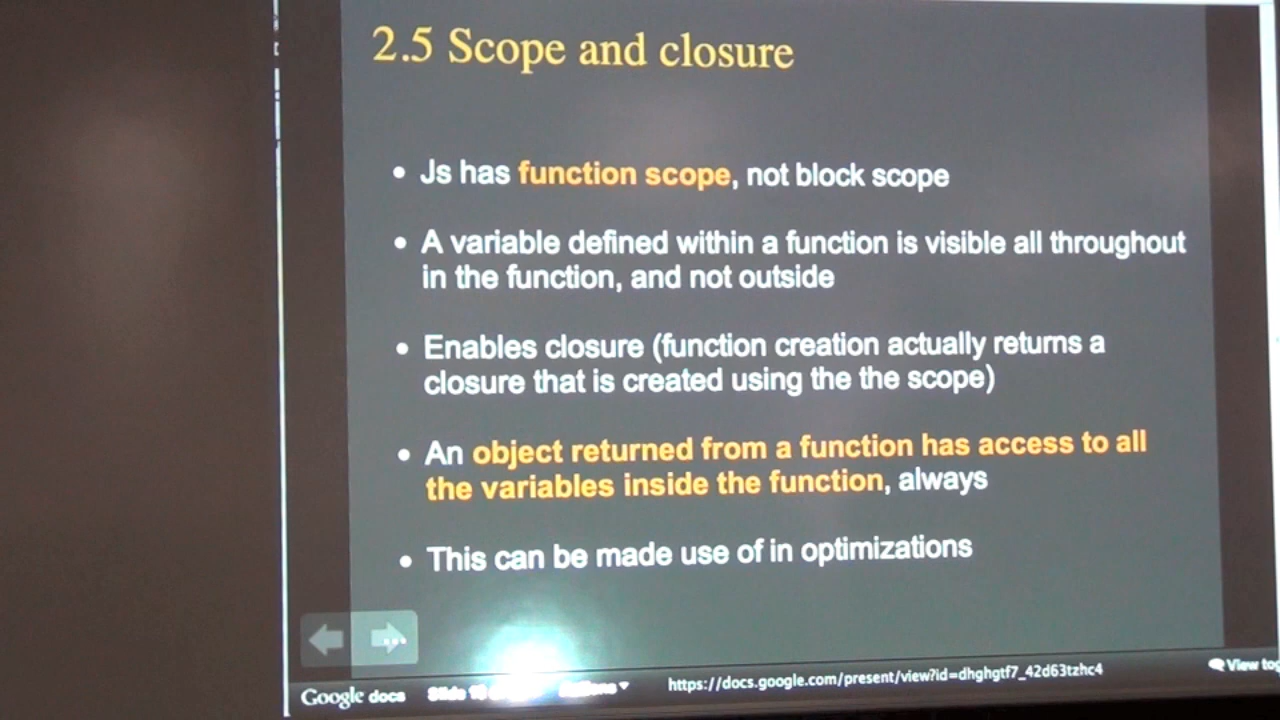 2.5 Scope and closure
• Js has function scope, not block scope
• A variable defined within a function is visible all throughout
in the function, and not outside
• Enables closure (function creation actually returns a
closure that is created using the the scope)
• An object returned from a function has access to all
the variables inside the function, always
• This can be made use of in optimizations
Google docs
Slide
https://docs.google.com/present/view?id=dhghgtf7_42d63tzhc4
View tog